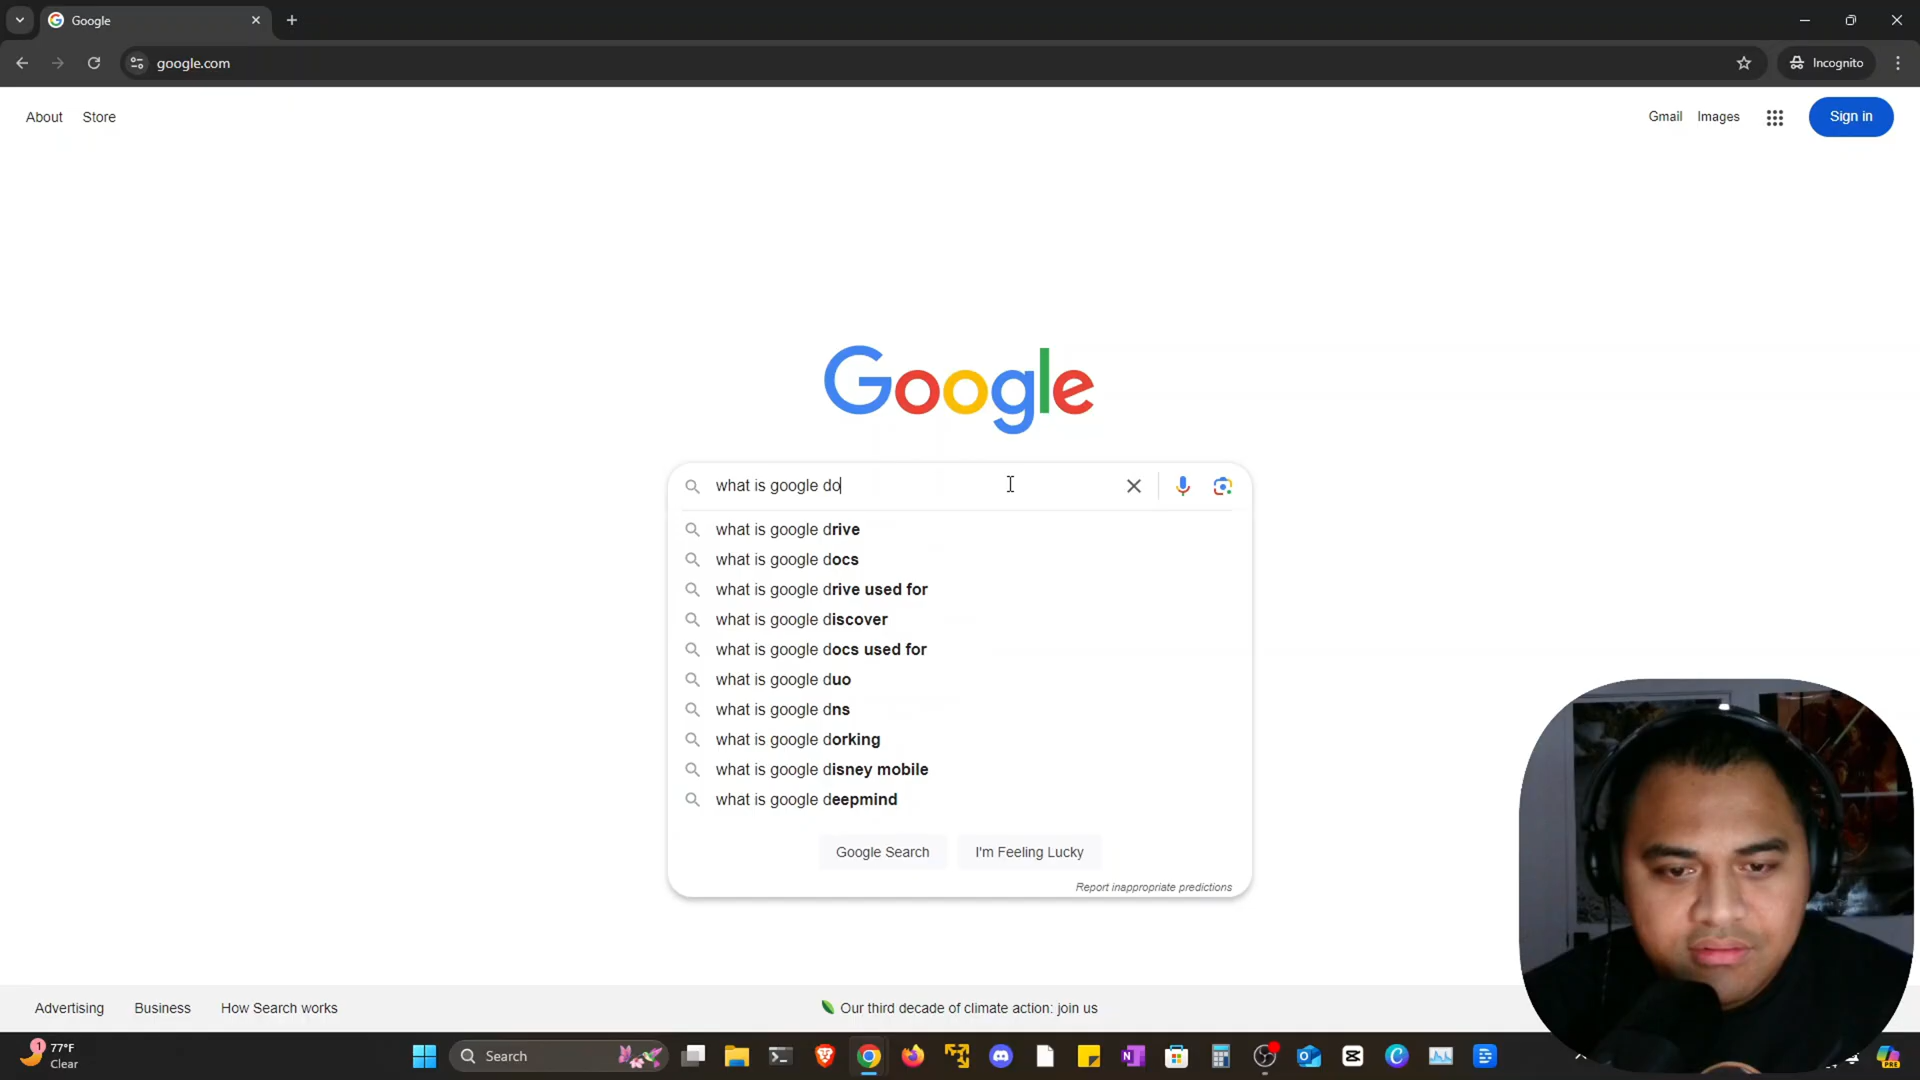 Google
google.com
Incognito
About Store
Gmail Images Sign in
Google
what is google do
what is google drive
what is google docs
what is google drive used for
what is google discover
what is google docs used for
what is google duo
what is google dns
what is google dorking
what is google disney mobile
what is google deepmind
Google Search I'm Feeling Lucky
Report inappropriate predictions
Advertising Business How Search works Our third decade of climate action: join us
1 77°F
Clear
Search
PRE